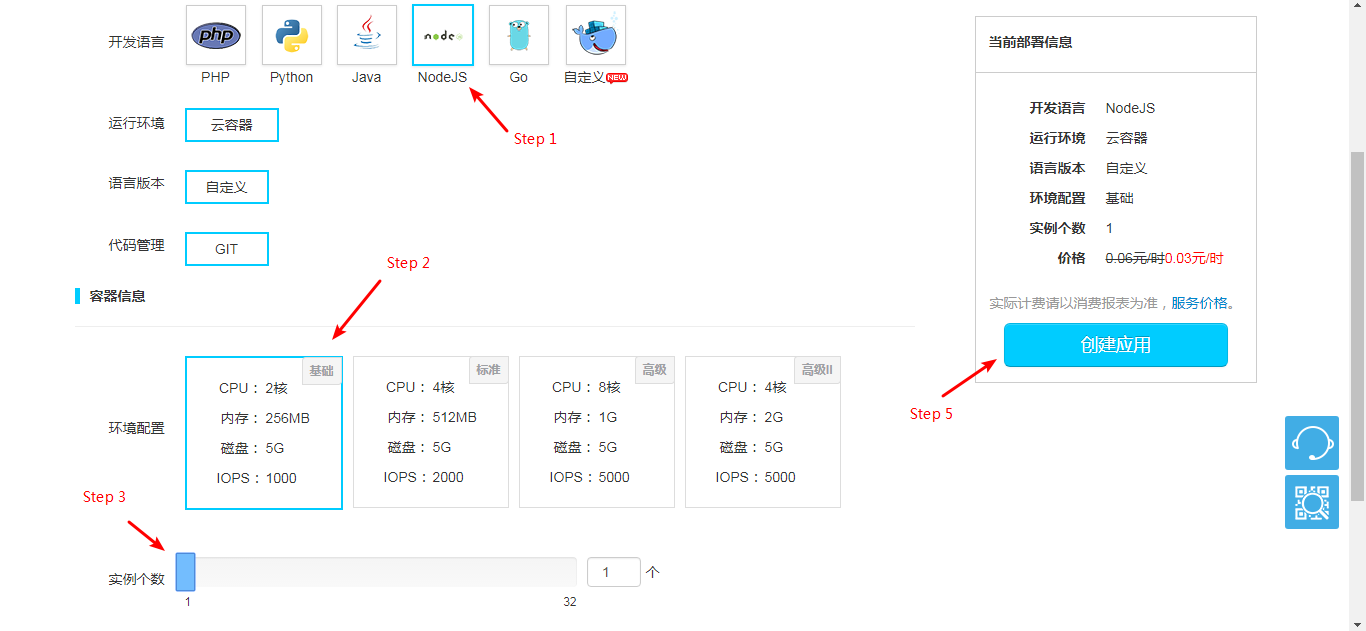 开发语言
php
node
PHP
Python
Java
NodeJS
Go
自定义 NEW
Step 1
运行环境
云容器
语言版本
自定义
代码管理
GIT
Step 2
容器信息
环境配置
基础
CPU： 2核
内存： 256MB
磁盘： 5G
IOPS： 1000
标准
CPU： 4核
内存： 512MB
磁盘： 5G
IOPS： 2000
高级
CPU： 8核
内存： 1G
磁盘： 5G
IOPS： 5000
高级II
CPU： 4核
内存： 2G
磁盘： 5G
IOPS： 5000
Step 3
实例个数
1 个
1
32
当前部署信息
开发语言 NodeJS
运行环境 云容器
语言版本 自定义
环境配置 基础
实例个数 1
价格 0.06元/时0.03元/时
实际计费请以消费报表为准，服务价格。
创建应用
Step 5